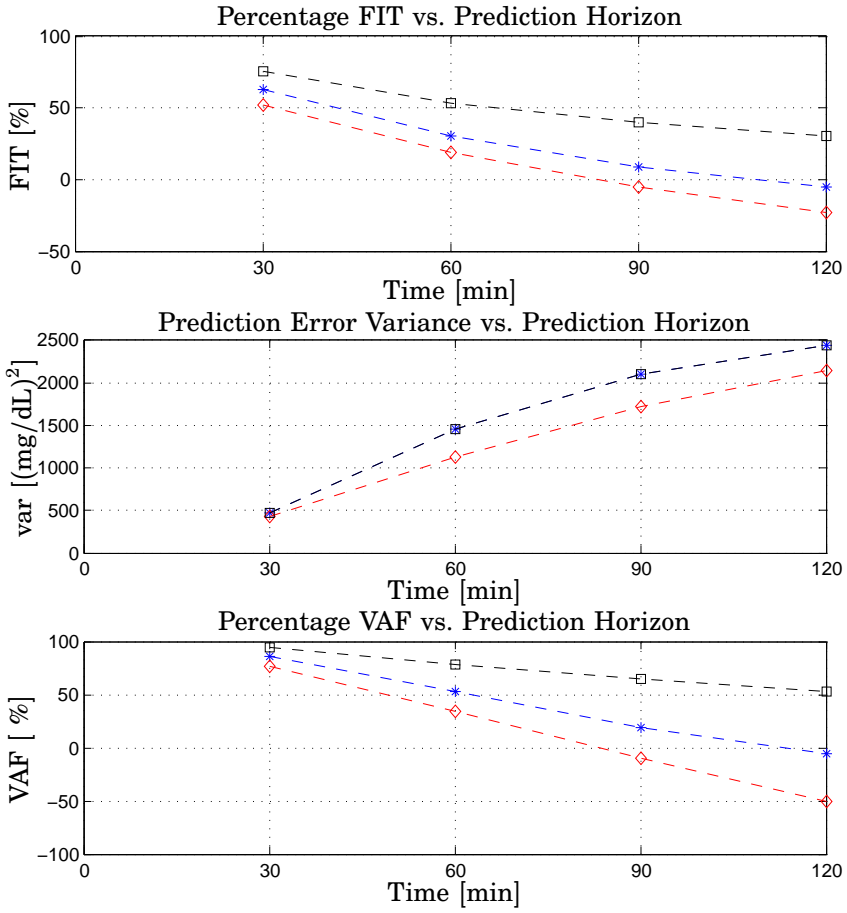 Percentage FIT vs. Prediction Horizon
100
50
0
−50
FIT [%]
0 30 60 90 120
Time [min]
Prediction Error Variance vs. Prediction Horizon
2500
2000
1500
1000
500
0
var [(mg/dL)²]
0 30 60 90 120
Time [min]
Percentage VAF vs. Prediction Horizon
100
50
0
−50
−100
VAF [ %]
0 30 60 90 120
Time [min]